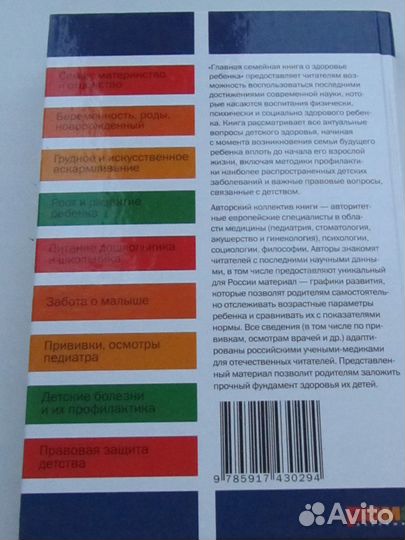 Семья, материнство
и отцовство
Беременность, роды,
новорожденный
Грудное и искусственное
вскармливание
Рост и развитие
ребенка
Питание дошкольника
и школьника
Забота о малыше
Прививки, осмотры
педиатра
Детские болезни
и их профилактика
Правовая защита
детства
«Главная семейная книга о здоровье
ребенка» предоставляет читателям воз-
можность воспользоваться последними
достижениями современной науки, кото-
рые касаются воспитания физически,
психически и социально здорового ребен-
ка. Книга рассматривает все актуальные
вопросы детского здоровья, начиная
с момента возникновения семьи будущего
ребенка вплоть до начала его взрослой
жизни, включая методики профилакти-
ки наиболее распространенных детских
заболеваний и важные правовые вопросы,
связанные с детством.
Авторский коллектив книги — авторитет-
ные европейские специалисты в обла-
сти медицины (педиатрия, стоматология,
акушерство и гинекология), психологии,
социологии, философии. Авторы знакомят
читателей с последними научными данны-
ми, в том числе предоставляют уникальный
для России материал — графики развития,
которые позволят родителям самостоятель-
но отслеживать возрастные параметры
ребенка и сравнивать их с показателями
нормы. Все сведения (в том числе по при-
вивкам, осмотрам врачей и др.) адапти-
рованы российскими учеными-медиками
для отечественных читателей. Представлен-
ный материал позволит родителям заложить
прочный фундамент здоровья их детей.
9 785917 430294
Avito